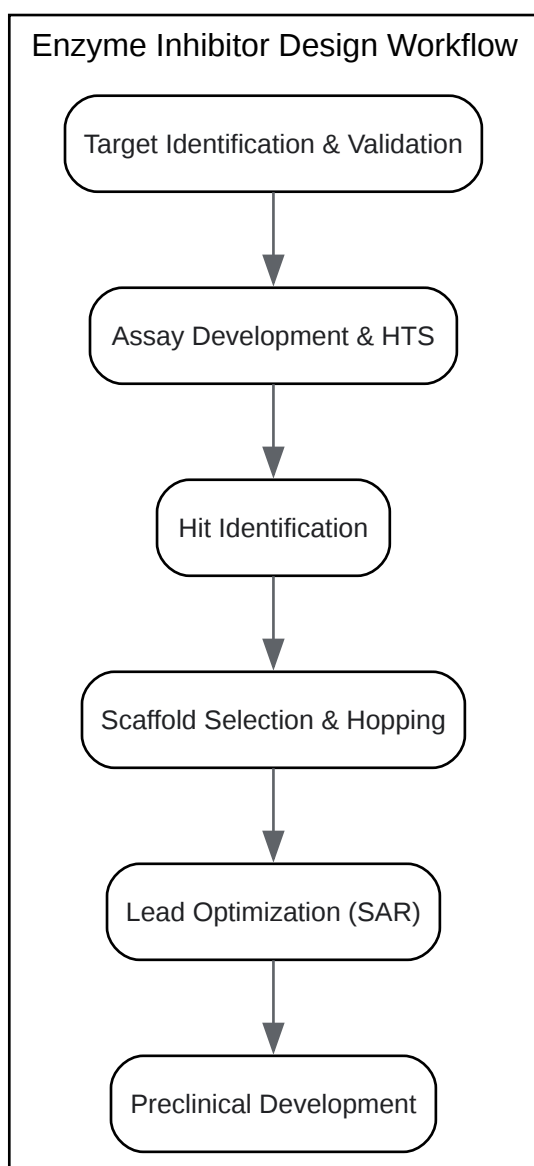 Enzyme Inhibitor Design Workflow
Target Identification & Validation
Assay Development & HTS
Hit Identification
Scaffold Selection & Hopping
Lead Optimization (SAR)
Preclinical Development